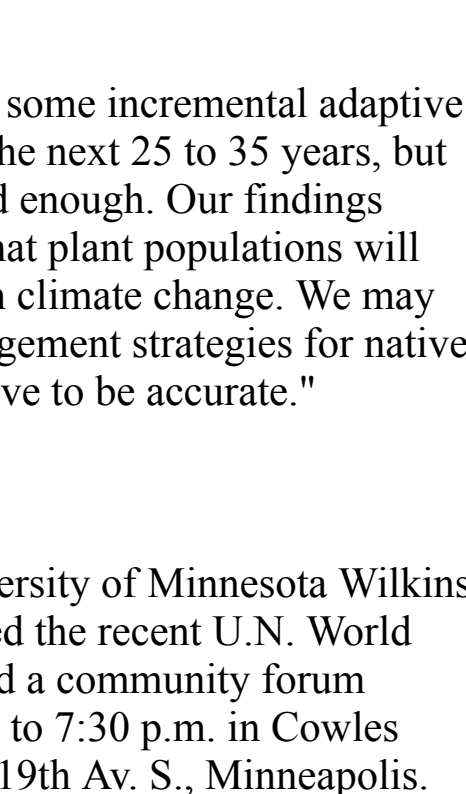 some incremental adaptive
he next 25 to 35 years, but
d enough. Our findings
hat plant populations will
n climate change. We may
gement strategies for native
ve to be accurate."
ersity of Minnesota Wilkins
ed the recent U.N. World
d a community forum
to 7:30 p.m. in Cowles
19th Av. S., Minneapolis.